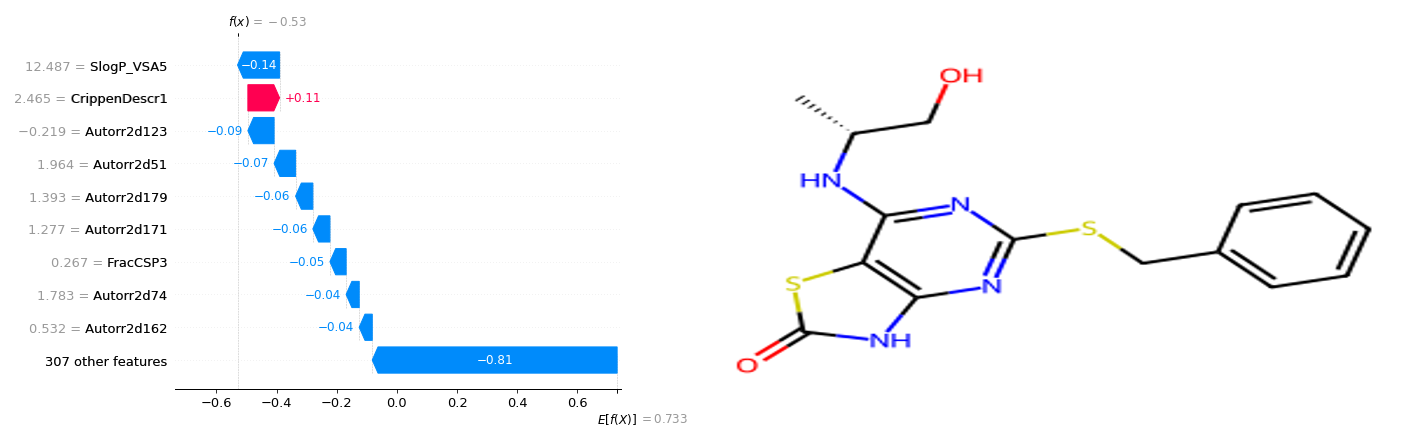 f(x) = −0.53
12.487 = SlogP_VSA5
−0.14
2.465 = CrippenDescr1
+0.11
−0.219 = Autorr2d123
−0.09
1.964 = Autorr2d51
−0.07
1.393 = Autorr2d179
−0.06
1.277 = Autorr2d171
−0.06
0.267 = FracCSP3
−0.05
1.783 = Autorr2d74
−0.04
0.532 = Autorr2d162
−0.04
307 other features
−0.81
−0.6 −0.4 −0.2 0.0 0.2 0.4 0.6
E[f(X)] = 0.733
OH
HN
N
S
N
S
NH
O